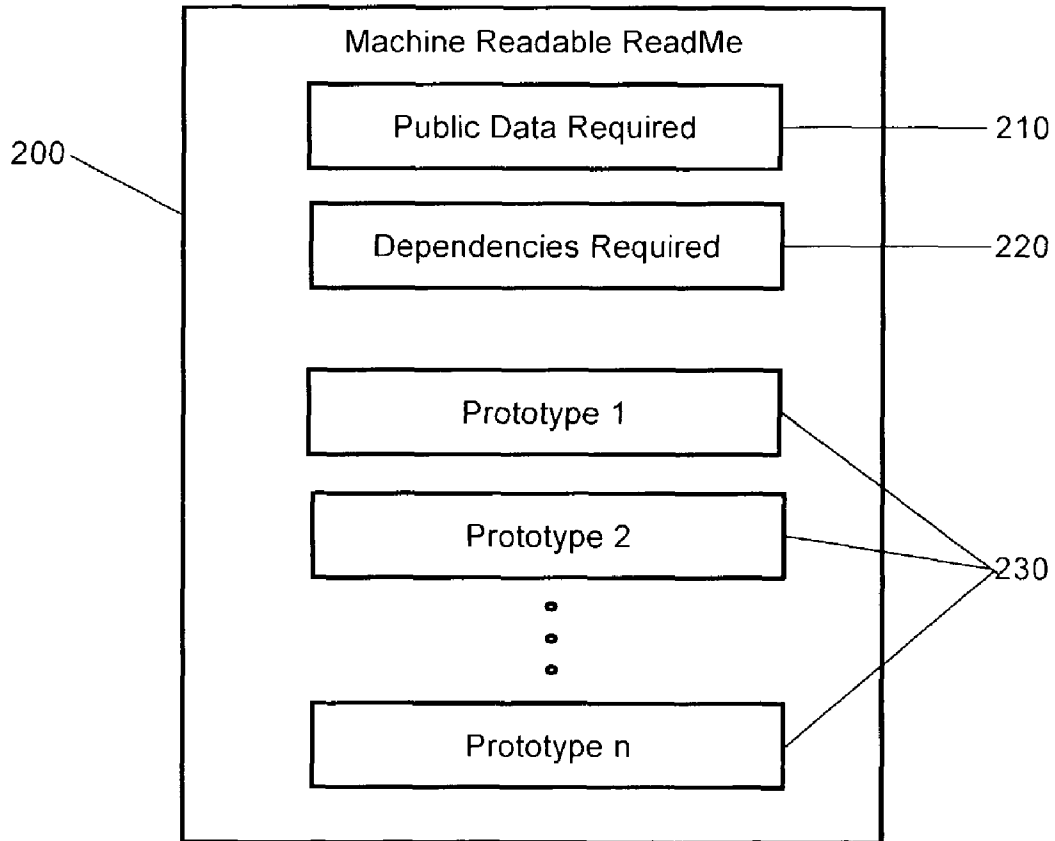 Machine Readable ReadMe
Public Data Required
210
200
Dependencies Required
220
Prototype 1
Prototype 2
230
Prototype n